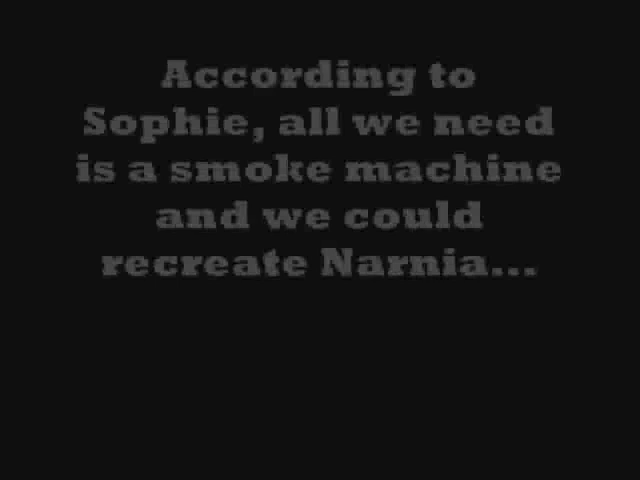 According to
Sophie, all we need
is a smoke machine
and we could
recreate Narnia...